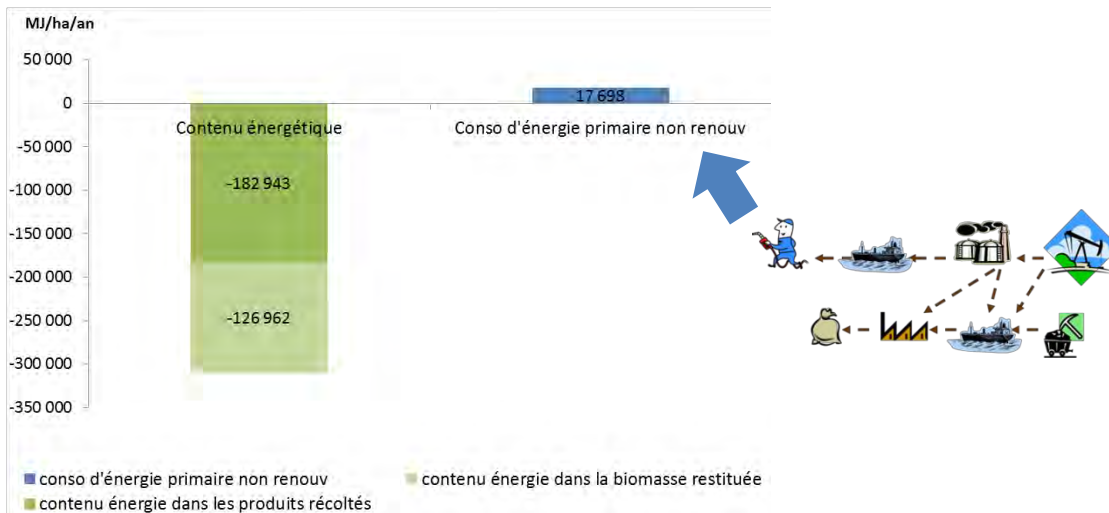 MJ/ha/an
50 000
17 698
0
Contenu énergétique
Conso d'énergie primaire non renouv
-50 000
-182 943
-100 000
-150 000
-200 000
-126 962
-250 000
-300 000
-350 000
conso d'énergie primaire non renouv
contenu énergie dans la biomasse restituée
contenu énergie dans les produits récoltés